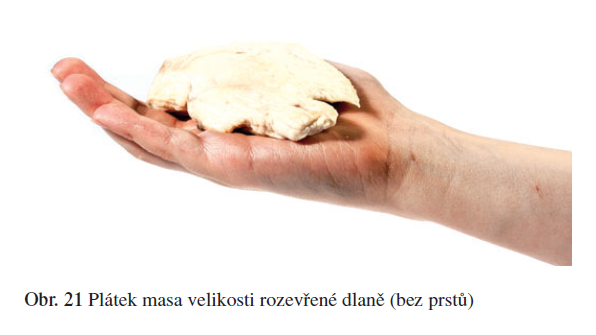 Obr. 21 Plátek masa velikosti rozevřené dlaně (bez prstů)